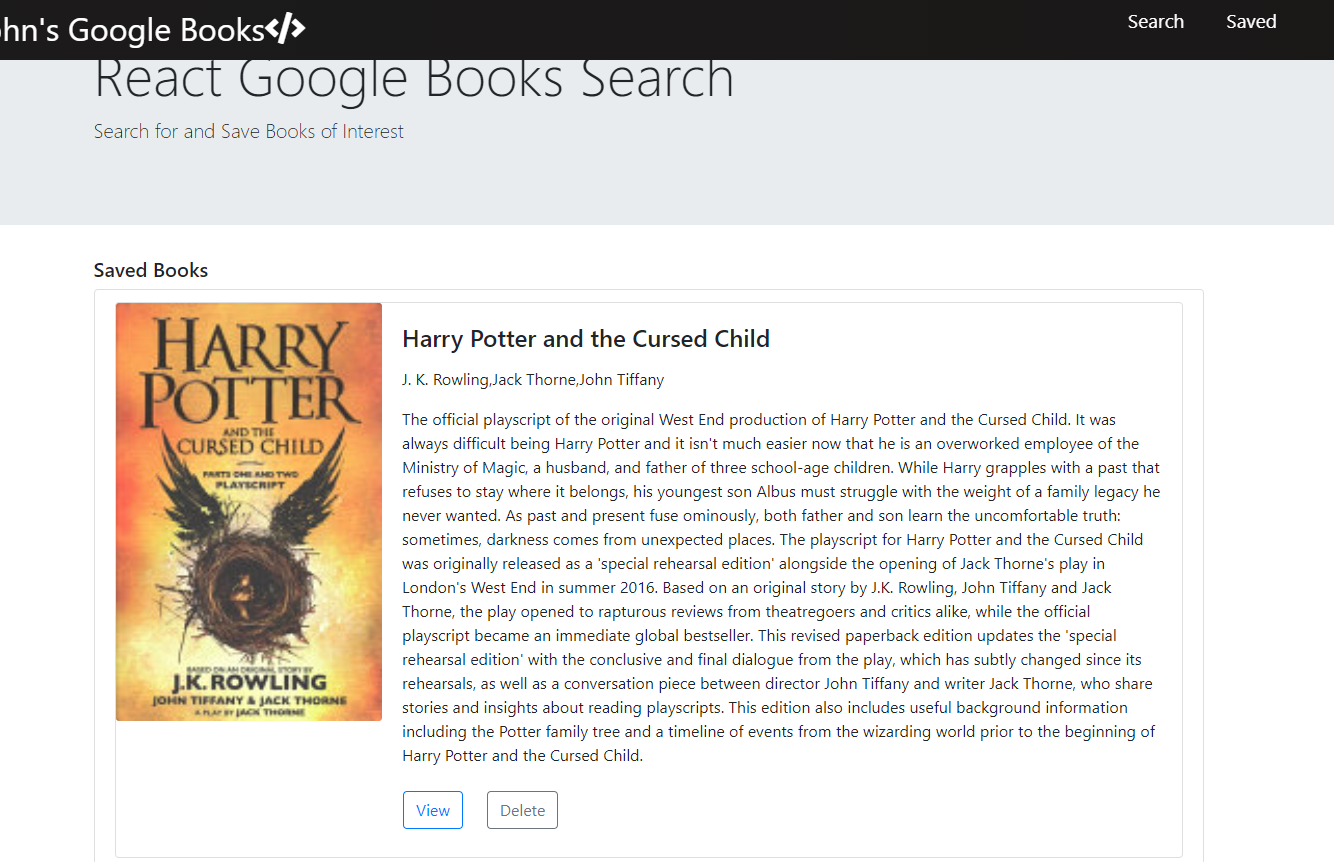 ohn's Google Books</>
Search
Saved
React Google Books Search
Search for and Save Books of Interest
Saved Books
HARRY
POTTER
AND THE
CURSED CHILD
PARTS ONE AND TWO
PLAYSCRIPT
BASED ON AN ORIGINAL STORY BY
J.K. ROWLING
JOHN TIFFANY & JACK THORNE
A PLAY BY JACK THORNE
Harry Potter and the Cursed Child
J. K. Rowling,Jack Thorne,John Tiffany
The official playscript of the original West End production of Harry Potter and the Cursed Child. It was
always difficult being Harry Potter and it isn't much easier now that he is an overworked employee of the
Ministry of Magic, a husband, and father of three school-age children. While Harry grapples with a past that
refuses to stay where it belongs, his youngest son Albus must struggle with the weight of a family legacy he
never wanted. As past and present fuse ominously, both father and son learn the uncomfortable truth:
sometimes, darkness comes from unexpected places. The playscript for Harry Potter and the Cursed Child
was originally released as a 'special rehearsal edition' alongside the opening of Jack Thorne's play in
London's West End in summer 2016. Based on an original story by J.K. Rowling, John Tiffany and Jack
Thorne, the play opened to rapturous reviews from theatregoers and critics alike, while the official
playscript became an immediate global bestseller. This revised paperback edition updates the 'special
rehearsal edition' with the conclusive and final dialogue from the play, which has subtly changed since its
rehearsals, as well as a conversation piece between director John Tiffany and writer Jack Thorne, who share
stories and insights about reading playscripts. This edition also includes useful background information
including the Potter family tree and a timeline of events from the wizarding world prior to the beginning of
Harry Potter and the Cursed Child.
View
Delete